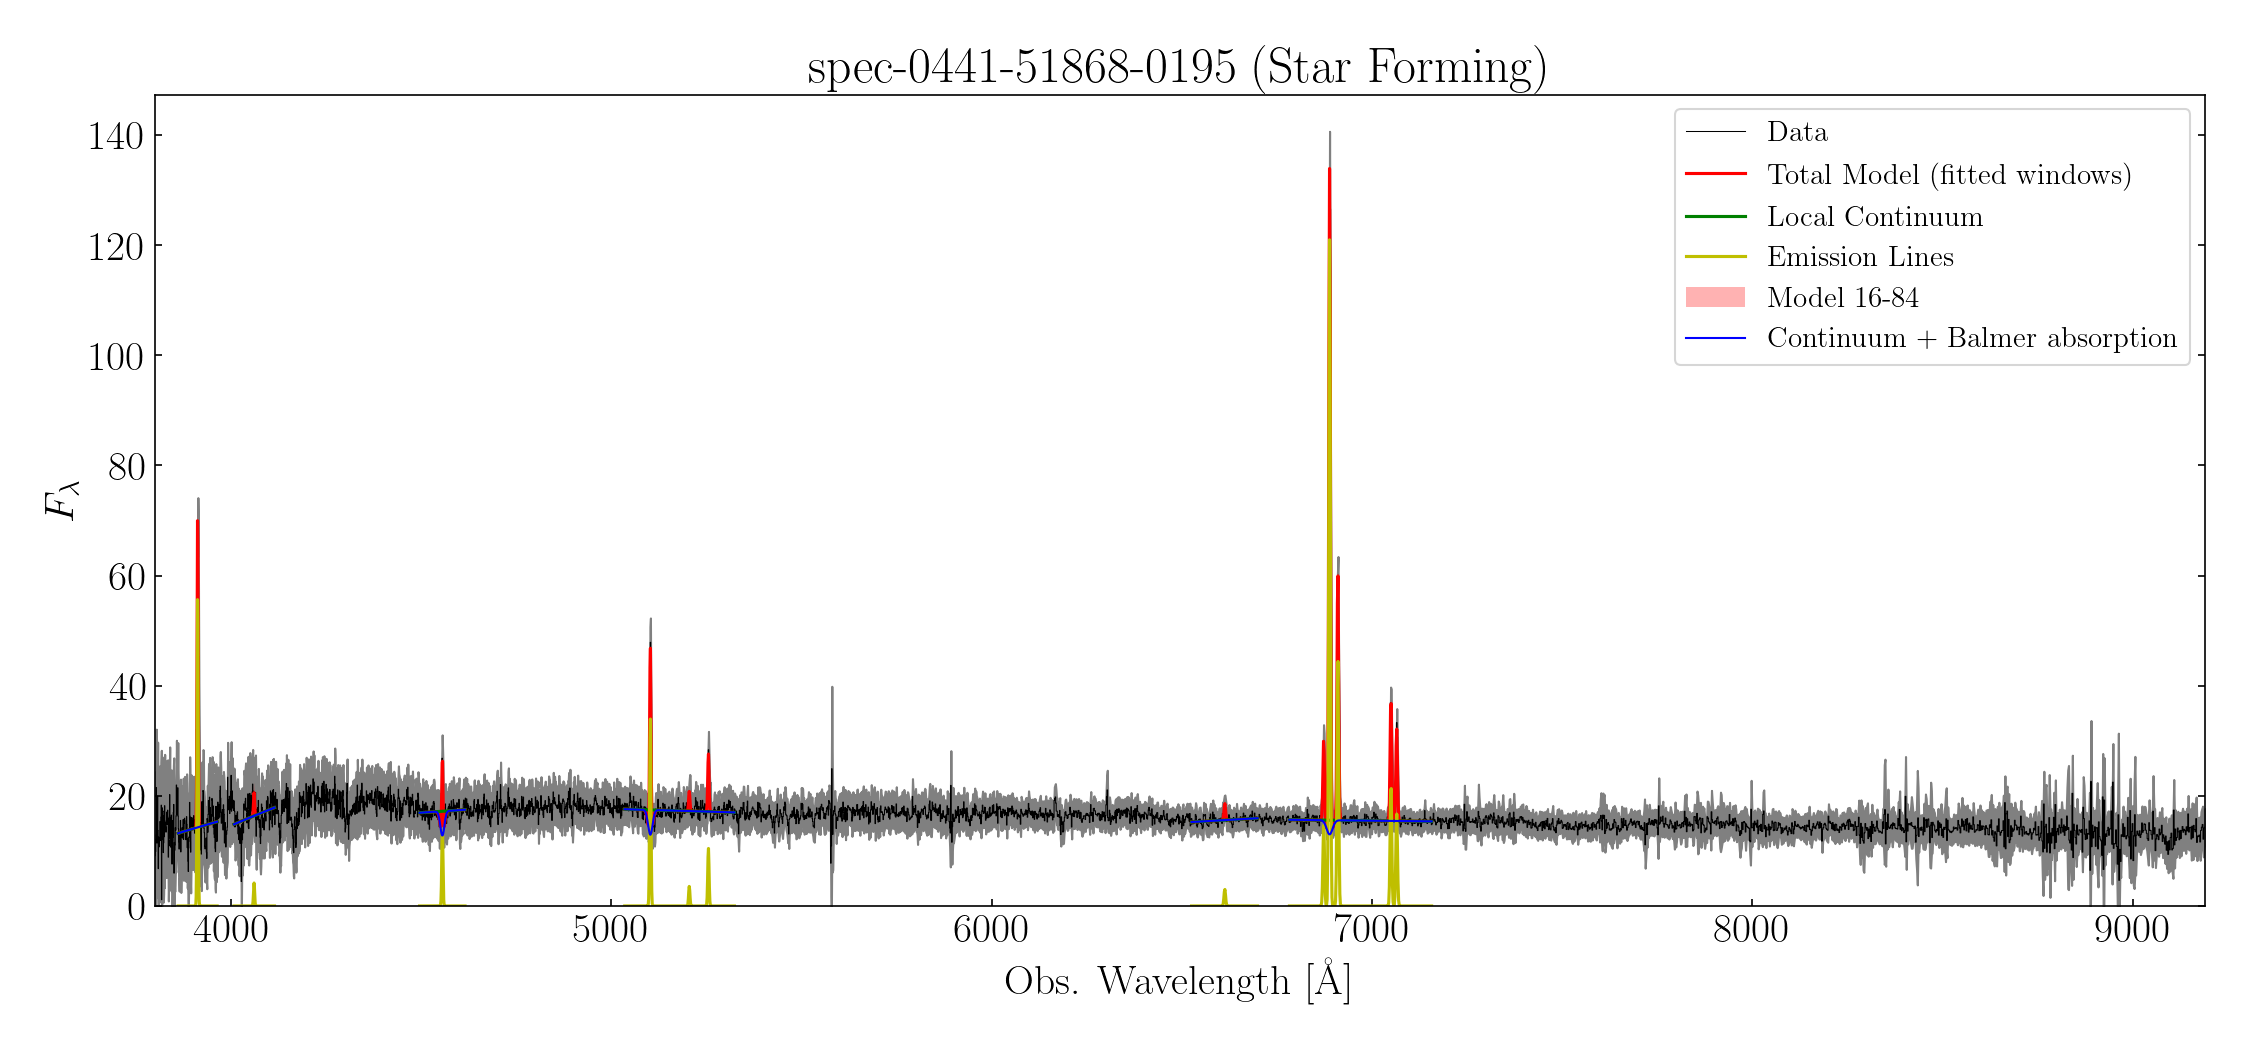 spec-0441-51868-0195 (Star Forming)
Data
Total Model (fitted windows)
Local Continuum
Emission Lines
Model 16-84
Continuum + Balmer absorption
140
120
100
80
60
40
20
0
Fλ
4000 5000 6000 7000 8000 9000
Obs. Wavelength [Å]